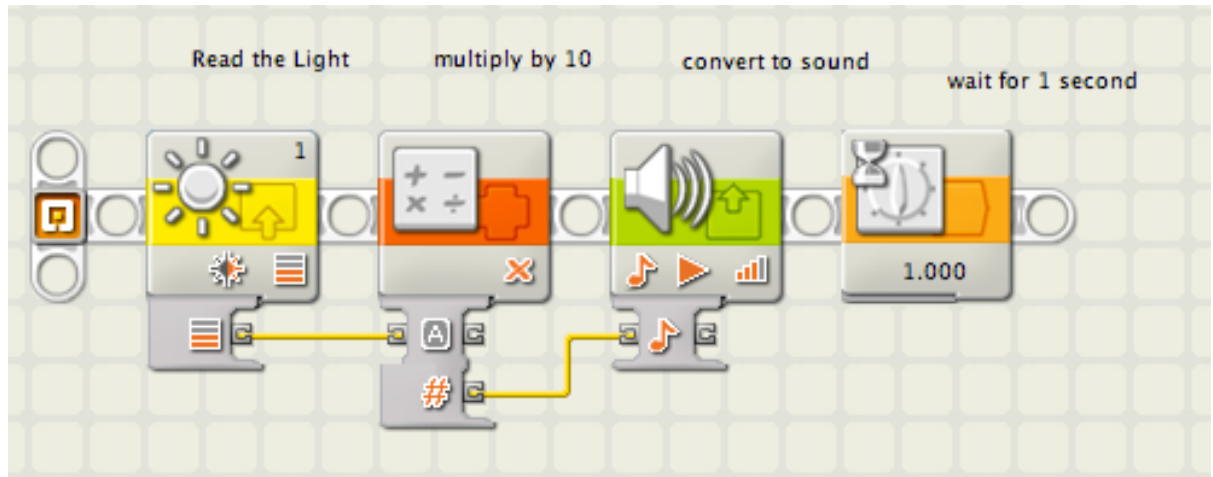 Read the Light
multiply by 10
convert to sound
wait for 1 second
1
1.000
A
#